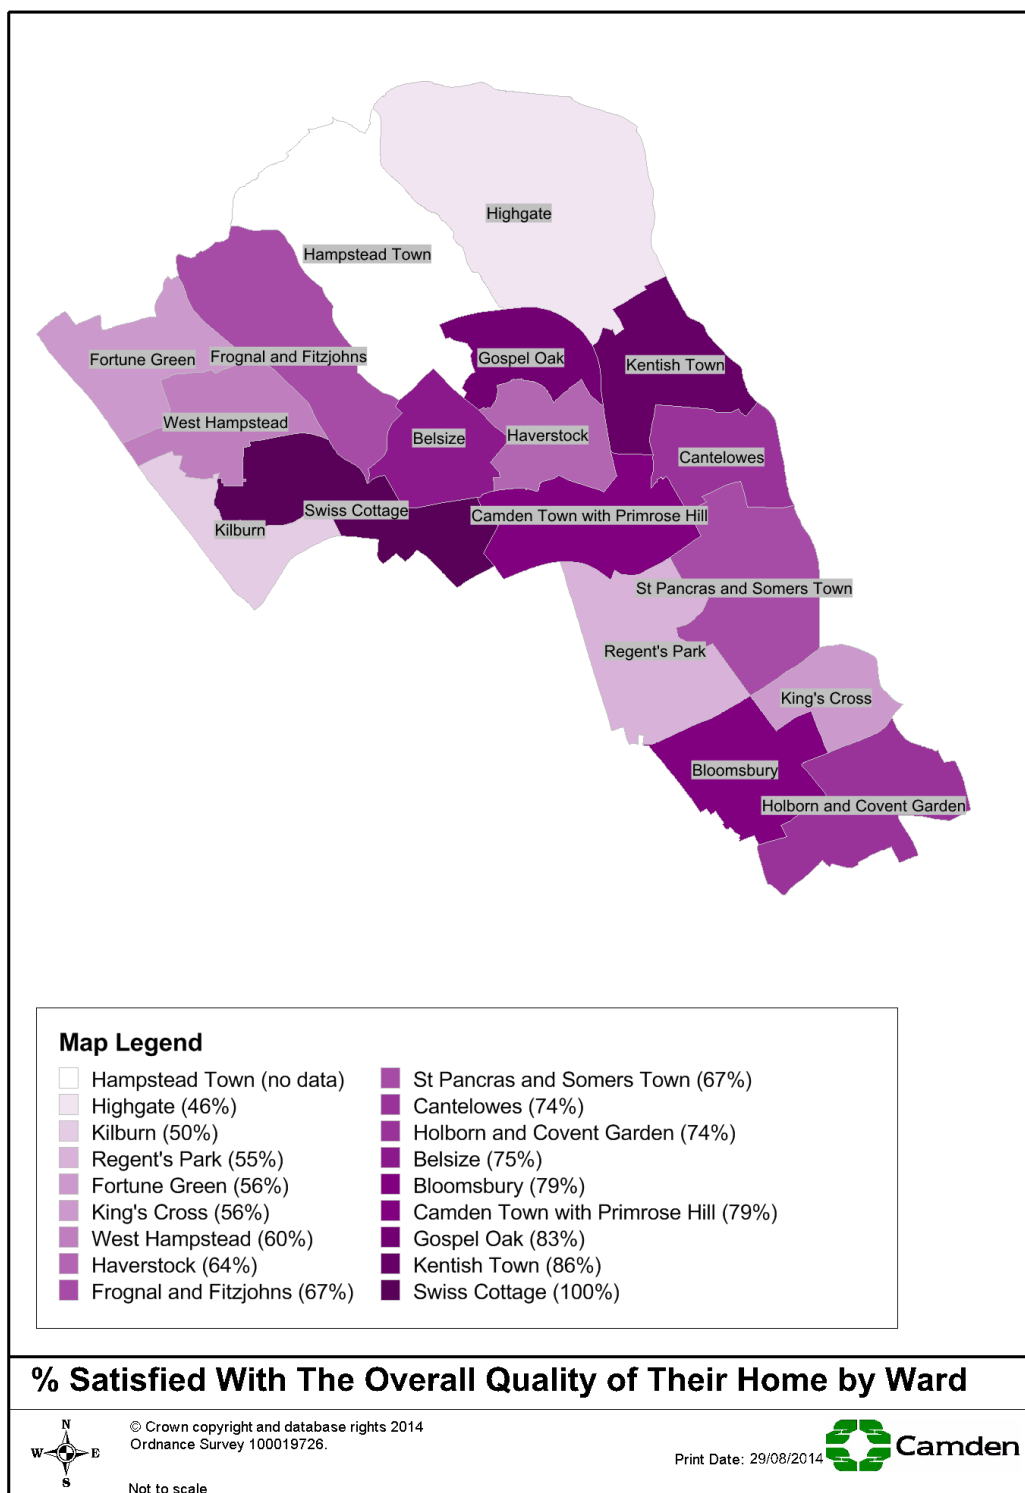 Highgate
Hampstead Town
Fortune Green
Frognal and Fitzjohns
Gospel Oak
Kentish Town
West Hampstead
Belsize
Haverstock
Cantelowes
Swiss Cottage
Camden Town with Primrose Hill
Kilburn
St Pancras and Somers Town
Regent's Park
King's Cross
Bloomsbury
Holborn and Covent Garden
Map Legend
Hampstead Town (no data)
Highgate (46%)
Kilburn (50%)
Regent's Park (55%)
Fortune Green (56%)
King's Cross (56%)
West Hampstead (60%)
Haverstock (64%)
Frognal and Fitzjohns (67%)
St Pancras and Somers Town (67%)
Cantelowes (74%)
Holborn and Covent Garden (74%)
Belsize (75%)
Bloomsbury (79%)
Camden Town with Primrose Hill (79%)
Gospel Oak (83%)
Kentish Town (86%)
Swiss Cottage (100%)
% Satisfied With The Overall Quality of Their Home by Ward
N
W E
S
© Crown copyright and database rights 2014
Ordnance Survey 100019726.
Not to scale
Print Date: 29/08/2014
Camden